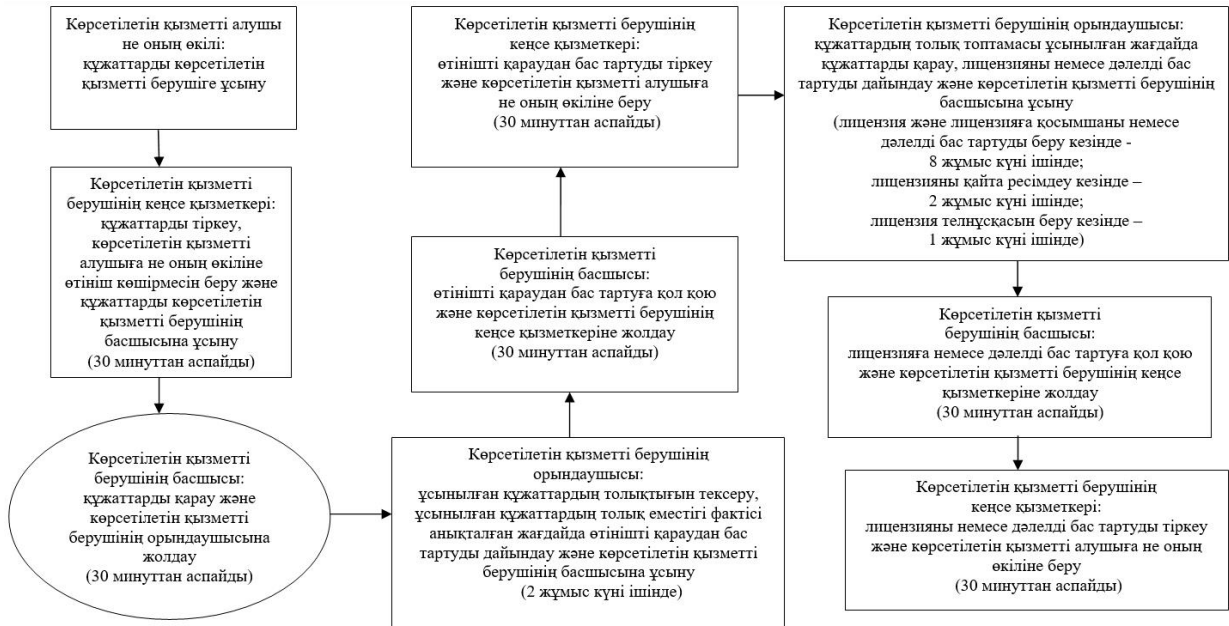 Көрсетілетін қызметті алушы
не оның өкілі:
құжаттарды көрсетілетін
қызметті берушіге ұсыну
Көрсетілетін қызметті
берушінің кеңсе қызметкері:
құжаттарды тіркеу,
көрсетілетін қызметті
алушыға не оның өкіліне
өтініш көшірмесін беру және
құжаттарды көрсетілетін
қызметті берушінің
басшысына ұсыну
(30 минуттан аспайды)
Көрсетілетін қызметті
берушінің басшысы:
құжаттарды қарау және
көрсетілетін қызметті
берушінің орындаушысына
жолдау
(30 минуттан аспайды)
Көрсетілетін қызметті берушінің
орындаушысы:
ұсынылған құжаттардың толықтығын тексеру,
ұсынылған құжаттардың толық еместігі фактісі
анықталған жағдайда өтінішті қараудан бас
тартуды дайындау және көрсетілетін қызметті
берушінің басшысына ұсыну
(2 жұмыс күні ішінде)
Көрсетілетін қызметті
берушінің басшысы:
өтінішті қараудан бас тартуға қол қою
және көрсетілетін қызметті берушінің
кеңсе қызметкеріне жолдау
(30 минуттан аспайды)
Көрсетілетін қызметті берушінің
кеңсе қызметкері:
өтінішті қараудан бас тартуды тіркеу
және көрсетілетін қызметті алушыға
не оның өкіліне беру
(30 минуттан аспайды)
Көрсетілетін қызметті берушінің орындаушысы:
құжаттардың толық топтамасы ұсынылған жағдайда
құжаттарды қарау, лицензияны немесе дәлелді бас
тартуды дайындау және көрсетілетін қызметті берушінің
басшысына ұсыну
(лицензия және лицензияға қосымшаны немесе
дәлелді бас тартуды беру кезінде -
8 жұмыс күні ішінде;
лицензияны қайта ресімдеу кезінде –
2 жұмыс күні ішінде;
лицензия телнұсқасын беру кезінде –
1 жұмыс күні ішінде)
Көрсетілетін қызметті
берушінің басшысы:
лицензияға немесе дәлелді бас тартуға қол қою
және көрсетілетін қызметті берушінің кеңсе
қызметкеріне жолдау
(30 минуттан аспайды)
Көрсетілетін қызметті берушінің
кеңсе қызметкері:
лицензияны немесе дәлелді бас тартуды тіркеу
және көрсетілетін қызметті алушыға не оның
өкіліне беру
(30 минуттан аспайды)